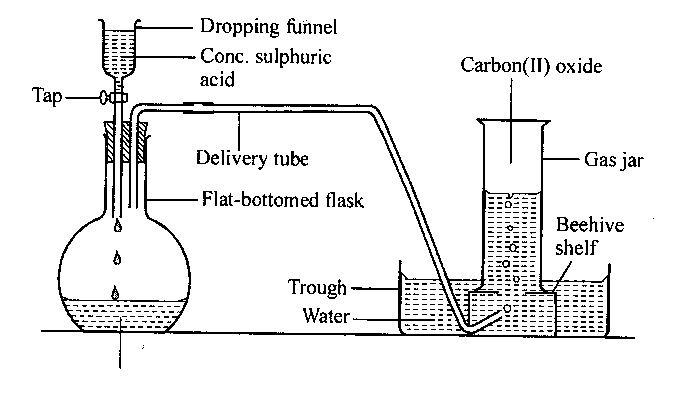 Dropping funnel
Conc. sulphuric
acid
Tap
Carbon(II) oxide
Delivery tube
Gas jar
Flat-bottomed flask
Beehive
shelf
Trough
Water